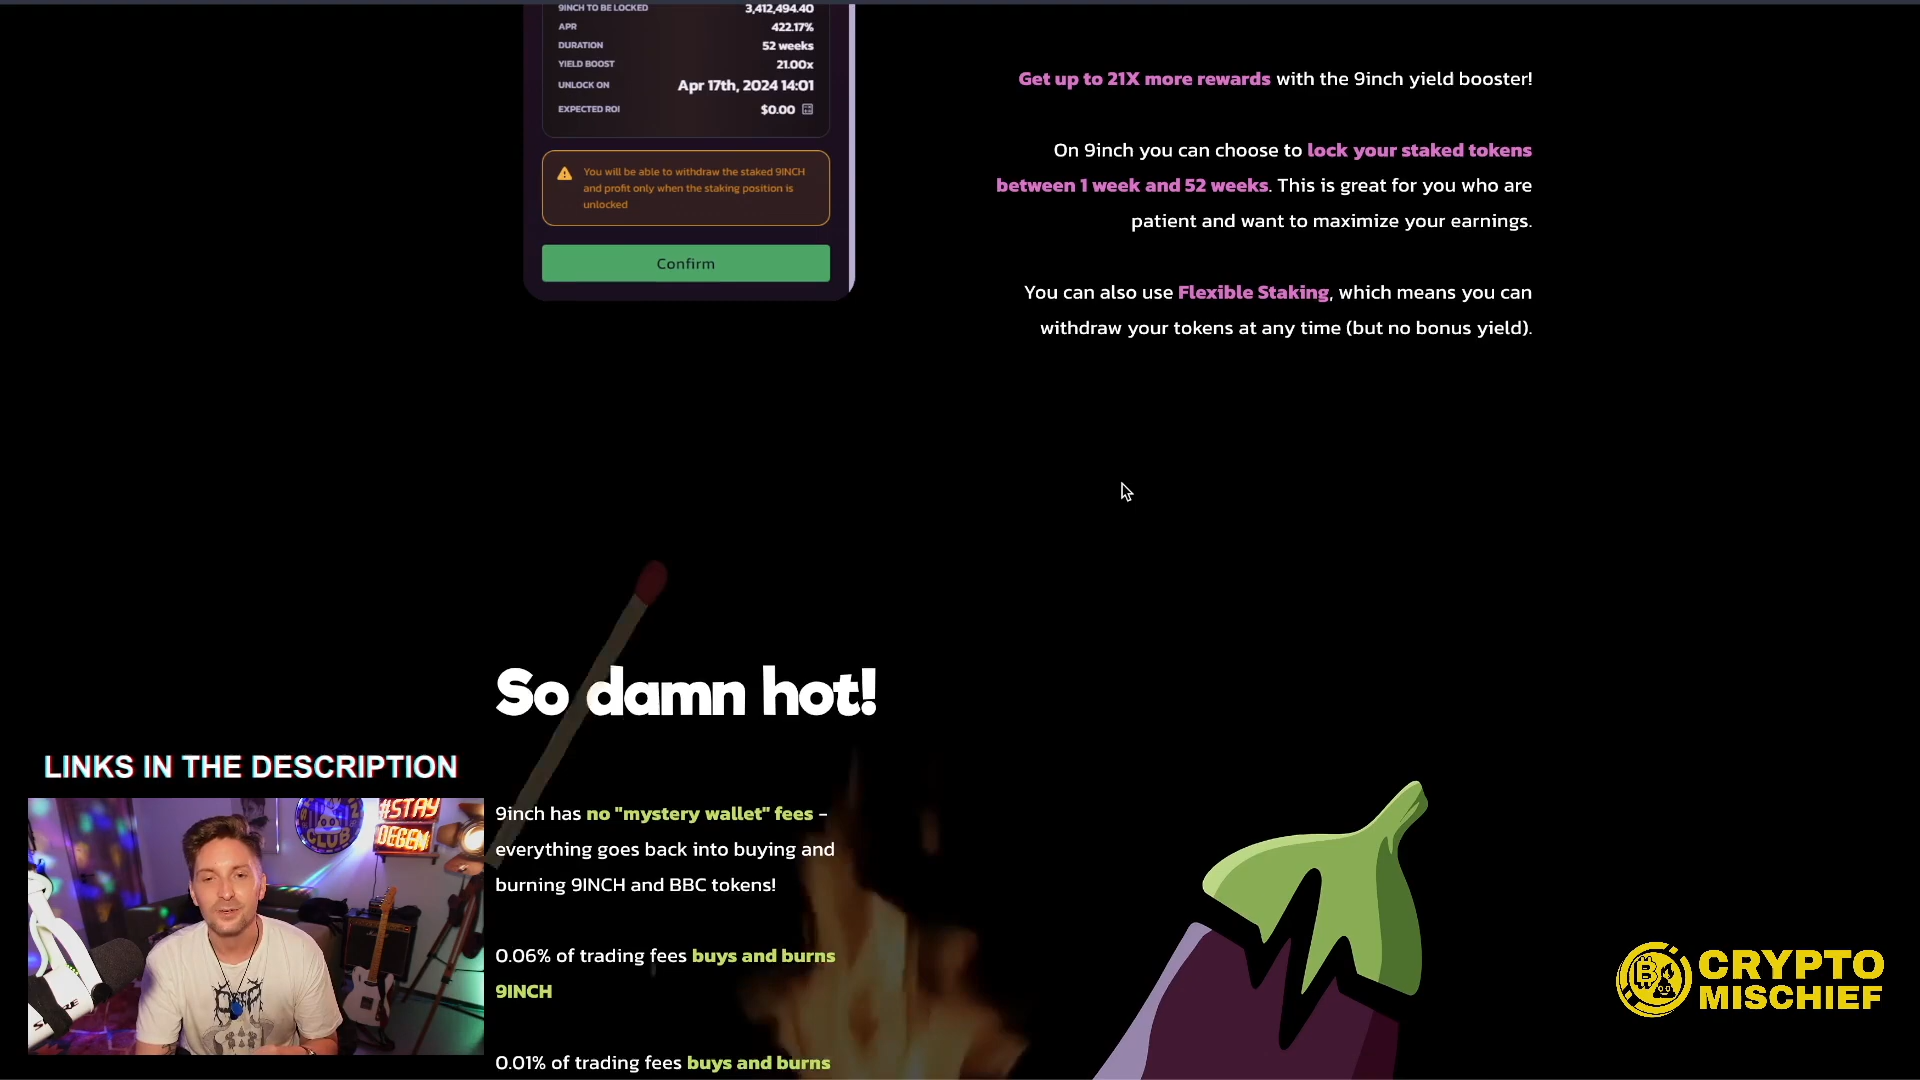 9INCH TO BE LOCKED 3,412,494.40
APR 422.17%
DURATION 52 weeks
YIELD BOOST 21.00x
UNLOCK ON Apr 17th, 2024 14:01
EXPECTED ROI $0.00
You will be able to withdraw the staked 9INCH
and profit only when the staking position is
unlocked
Confirm
Get up to 21X more rewards with the 9inch yield booster!
On 9inch you can choose to lock your staked tokens
between 1 week and 52 weeks. This is great for you who are
patient and want to maximize your earnings.
You can also use Flexible Staking, which means you can
withdraw your tokens at any time (but no bonus yield).
So damn hot!
9inch has no "mystery wallet" fees -
everything goes back into buying and
burning 9INCH and BBC tokens!
0.06% of trading fees buys and burns
9INCH
0.01% of trading fees buys and burns
LINKS IN THE DESCRIPTION
CLUB
#STAY
DEGEN
CRYPTO
MISCHIEF